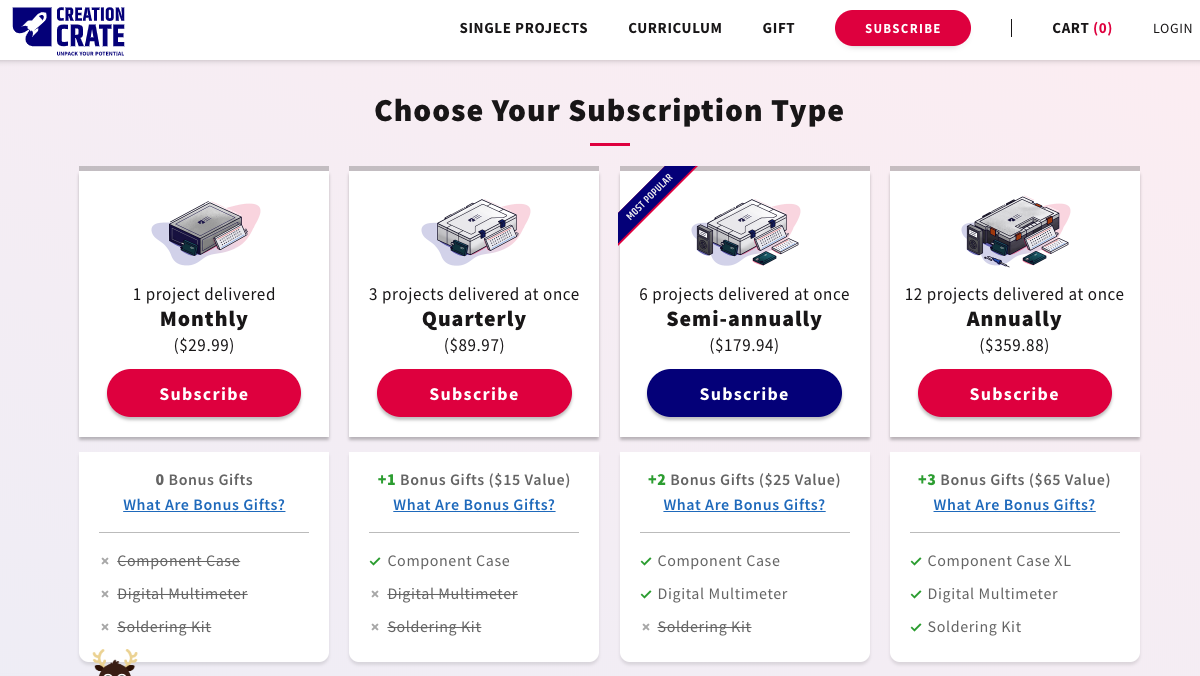 CREATION
CRATE
UNPACK YOUR POTENTIAL
SINGLE PROJECTS
CURRICULUM
GIFT
SUBSCRIBE
CART (0)
LOGIN
Choose Your Subscription Type
1 project delivered
Monthly
($29.99)
Subscribe
3 projects delivered at once
Quarterly
($89.97)
Subscribe
MOST POPULAR
6 projects delivered at once
Semi-annually
($179.94)
Subscribe
12 projects delivered at once
Annually
($359.88)
Subscribe
0 Bonus Gifts
What Are Bonus Gifts?
Component Case
Digital Multimeter
Soldering Kit
+1 Bonus Gifts ($15 Value)
What Are Bonus Gifts?
Component Case
Digital Multimeter
Soldering Kit
+2 Bonus Gifts ($25 Value)
What Are Bonus Gifts?
Component Case
Digital Multimeter
Soldering Kit
+3 Bonus Gifts ($65 Value)
What Are Bonus Gifts?
Component Case XL
Digital Multimeter
Soldering Kit